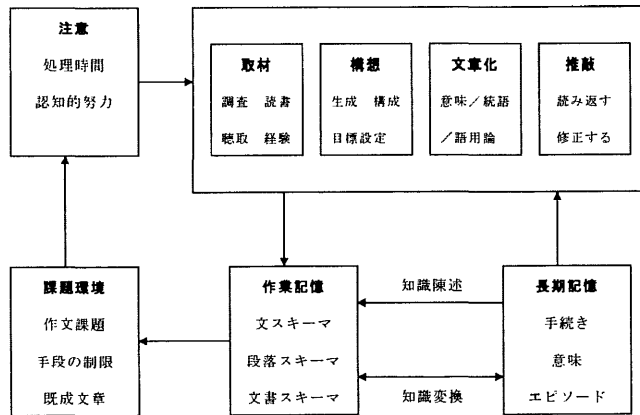 注意
処理時間
認知的努力
取材
調査 読書
聴取 経験
構想
生成 構成
目標設定
文章化
意味／統語
／語用論
推敲
読み返す
修正する
課題環境
作文課題
手段の制限
既成文章
作業記憶
文スキーマ
段落スキーマ
文書スキーマ
知識陳述
知識変換
長期記憶
手続き
意味
エピソード